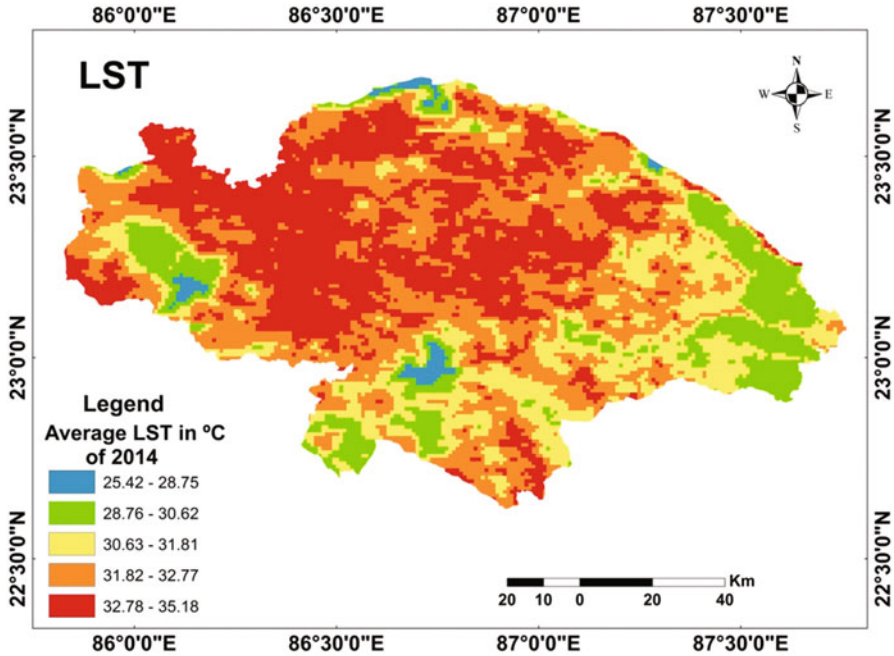 86°0'0"E 86°30'0"E 87°0'0"E 87°30'0"E
LST
N
W E
S
23°30'0"N 23°30'0"N
23°0'0"N 23°0'0"N
22°30'0"N 22°30'0"N
Legend
Average LST in ºC
of 2014
25.42 - 28.75
28.76 - 30.62
30.63 - 31.81
31.82 - 32.77
32.78 - 35.18
Km
20 10 0 20 40
86°0'0"E 86°30'0"E 87°0'0"E 87°30'0"E